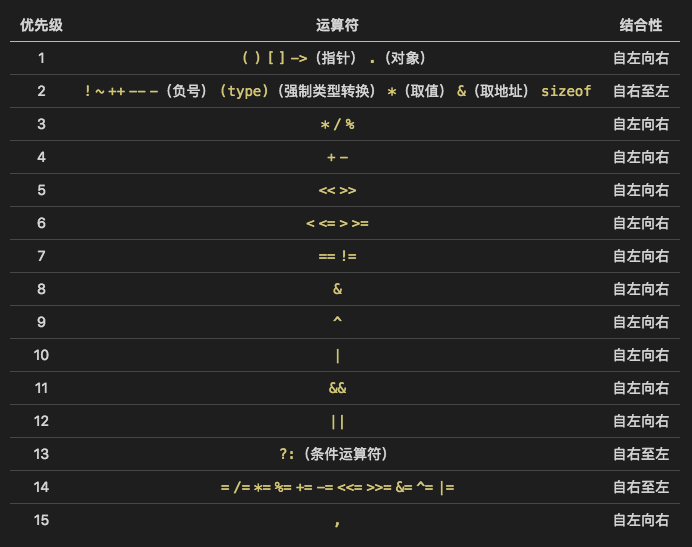 优先级 运算符 结合性
1 ( ) [ ] -> (指针) . (对象) 自左向右
2 ! ~ ++ -- - (负号) (type) (强制类型转换) * (取值) & (取地址) sizeof 自右至左
3 * / % 自左向右
4 + - 自左向右
5 << >> 自左向右
6 < <= > >= 自左向右
7 == != 自左向右
8 & 自左向右
9 ^ 自左向右
10 | 自左向右
11 && 自左向右
12 || 自左向右
13 ?: (条件运算符) 自右至左
14 = /= *= %= += -= <<= >>= &= ^= |= 自右至左
15 , 自左向右